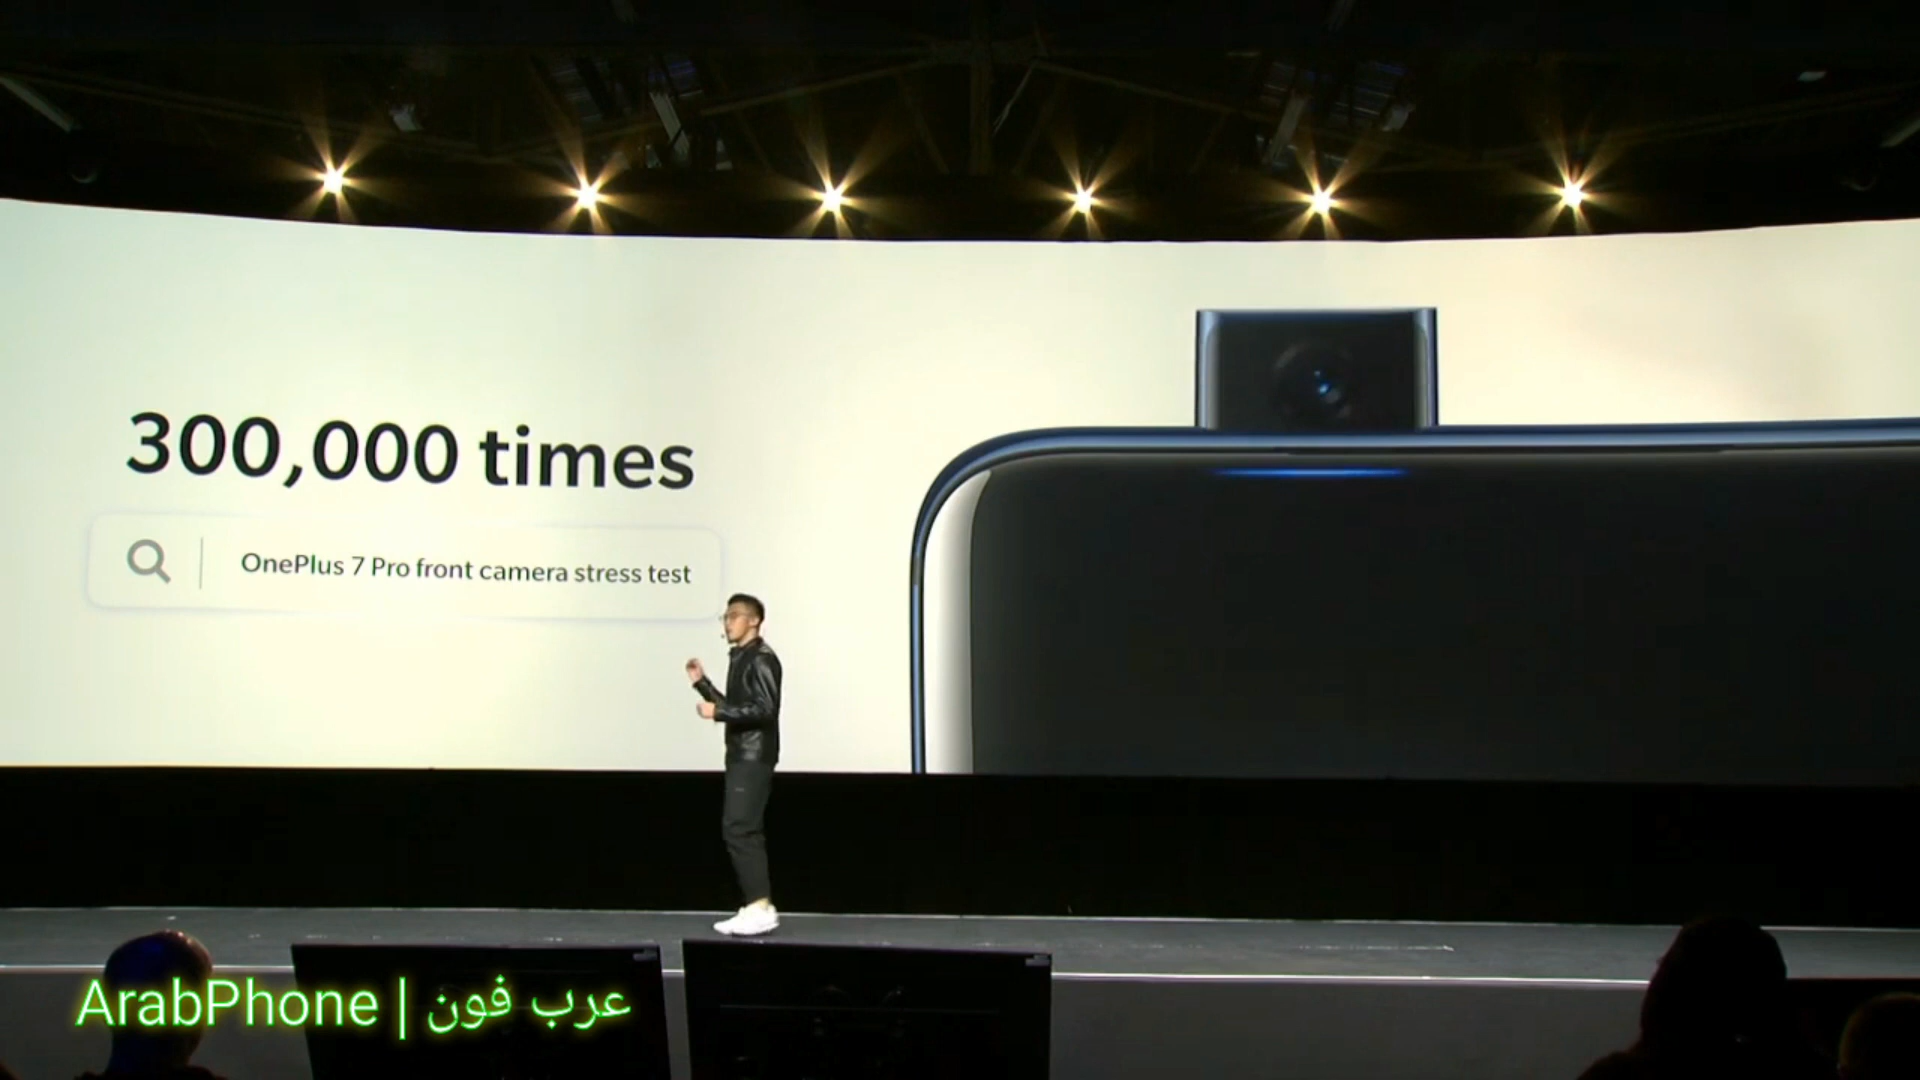 300,000 times
OnePlus 7 Pro front camera stress test
ArabPhone | عرب فون